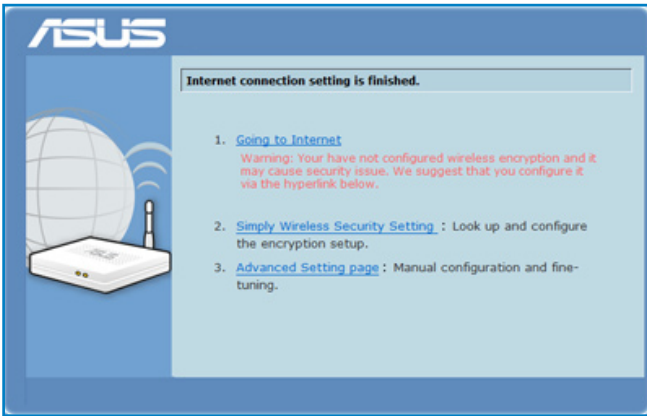 ASUS
Internet connection setting is finished.
1. Going to Internet
Warning: Your have not configured wireless encryption and it
may cause security issue. We suggest that you configure it
via the hyperlink below.
2. Simply Wireless Security Setting : Look up and configure
the encryption setup.
3. Advanced Setting page : Manual configuration and fine-
tuning.
ASUS